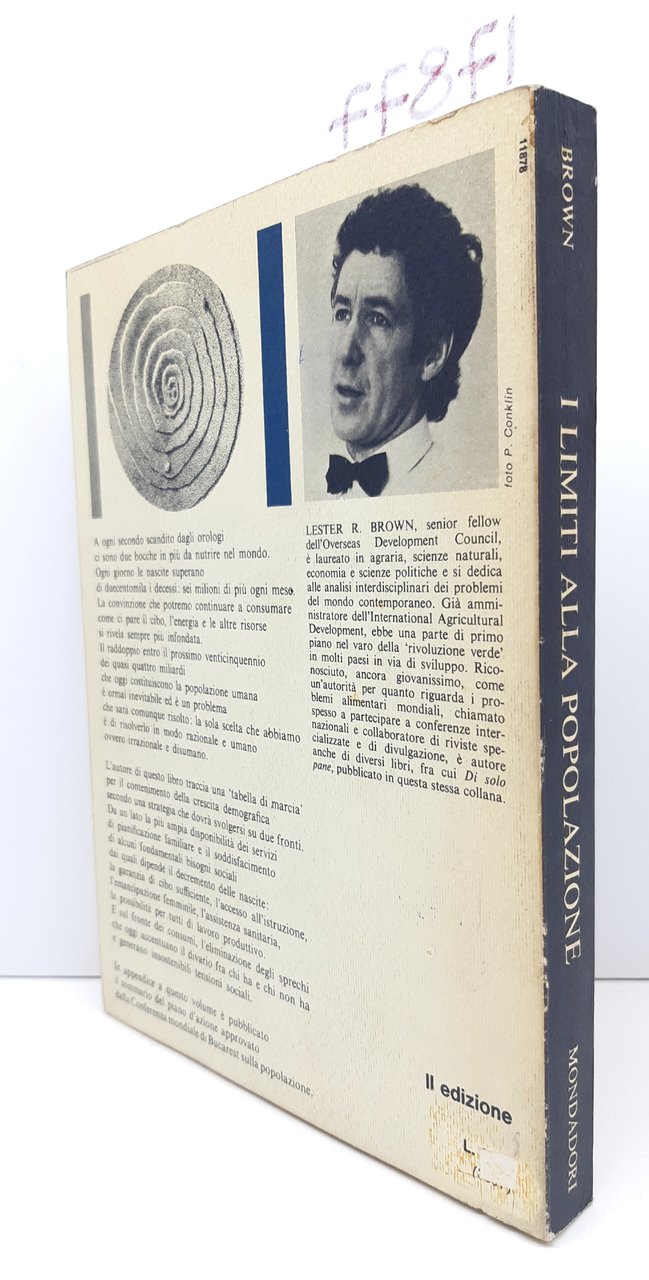 ff8f1
11878
foto P. Conklin
A ogni secondo scandito dagli orologi
ci sono due bocche in più da nutrire nel mondo.
Ogni giorno le nascite superano
di duecentomila i decessi: sei milioni di più ogni mese.
La convinzione che potremo continuare a consumare
come ci pare il cibo, l'energia e le altre risorse
si rivela sempre più infondata.
Il raddoppio entro il prossimo venticinquennio
dei quasi quattro miliardi
che oggi costituiscono la popolazione umana
è ormai inevitabile ed è un problema
che sarà comunque risolto: la sola scelta che abbiamo
è di risolverlo in modo razionale e umano
ovvero irrazionale e disumano.
L'autore di questo libro traccia una 'tabella di marcia'
per il contenimento della crescita demografica
secondo una strategia che dovrà svolgersi su due fronti.
Da un lato la più ampia disponibilità dei servizi
di pianificazione familiare e il soddisfacimento
di alcuni fondamentali bisogni sociali
dai quali dipende il decremento delle nascite:
la garanzia di cibo sufficiente, l'accesso all'istruzione,
l'emancipazione femminile, l'assistenza sanitaria,
la possibilità per tutti di lavoro produttivo.
E sul fronte dei consumi, l'eliminazione degli sprechi
che oggi accentuano il divario fra chi ha e chi non ha
e generano insostenibili tensioni sociali.
In appendice a questo volume è pubblicato
il sommario del piano d'azione approvato
dalla Conferenza mondiale di Bucarest sulla popolazione.
LESTER R. BROWN, senior fellow
dell'Overseas Development Council,
è laureato in agraria, scienze naturali,
economia e scienze politiche e si dedica
alle analisi interdisciplinari dei problemi
del mondo contemporaneo. Già ammi-
nistratore dell'International Agricultural
Development, ebbe una parte di primo
piano nel varo della 'rivoluzione verde'
in molti paesi in via di sviluppo. Rico-
nosciuto, ancora giovanissimo, come
un'autorità per quanto riguarda i pro-
blemi alimentari mondiali, chiamato
spesso a partecipare a conferenze inter-
nazionali e collaboratore di riviste spe-
cializzate e di divulgazione, è autore
anche di diversi libri, fra cui Di solo
pane, pubblicato in questa stessa collana.
II edizione
L.
BROWN
I LIMITI ALLA POPOLAZIONE
MONDADORI